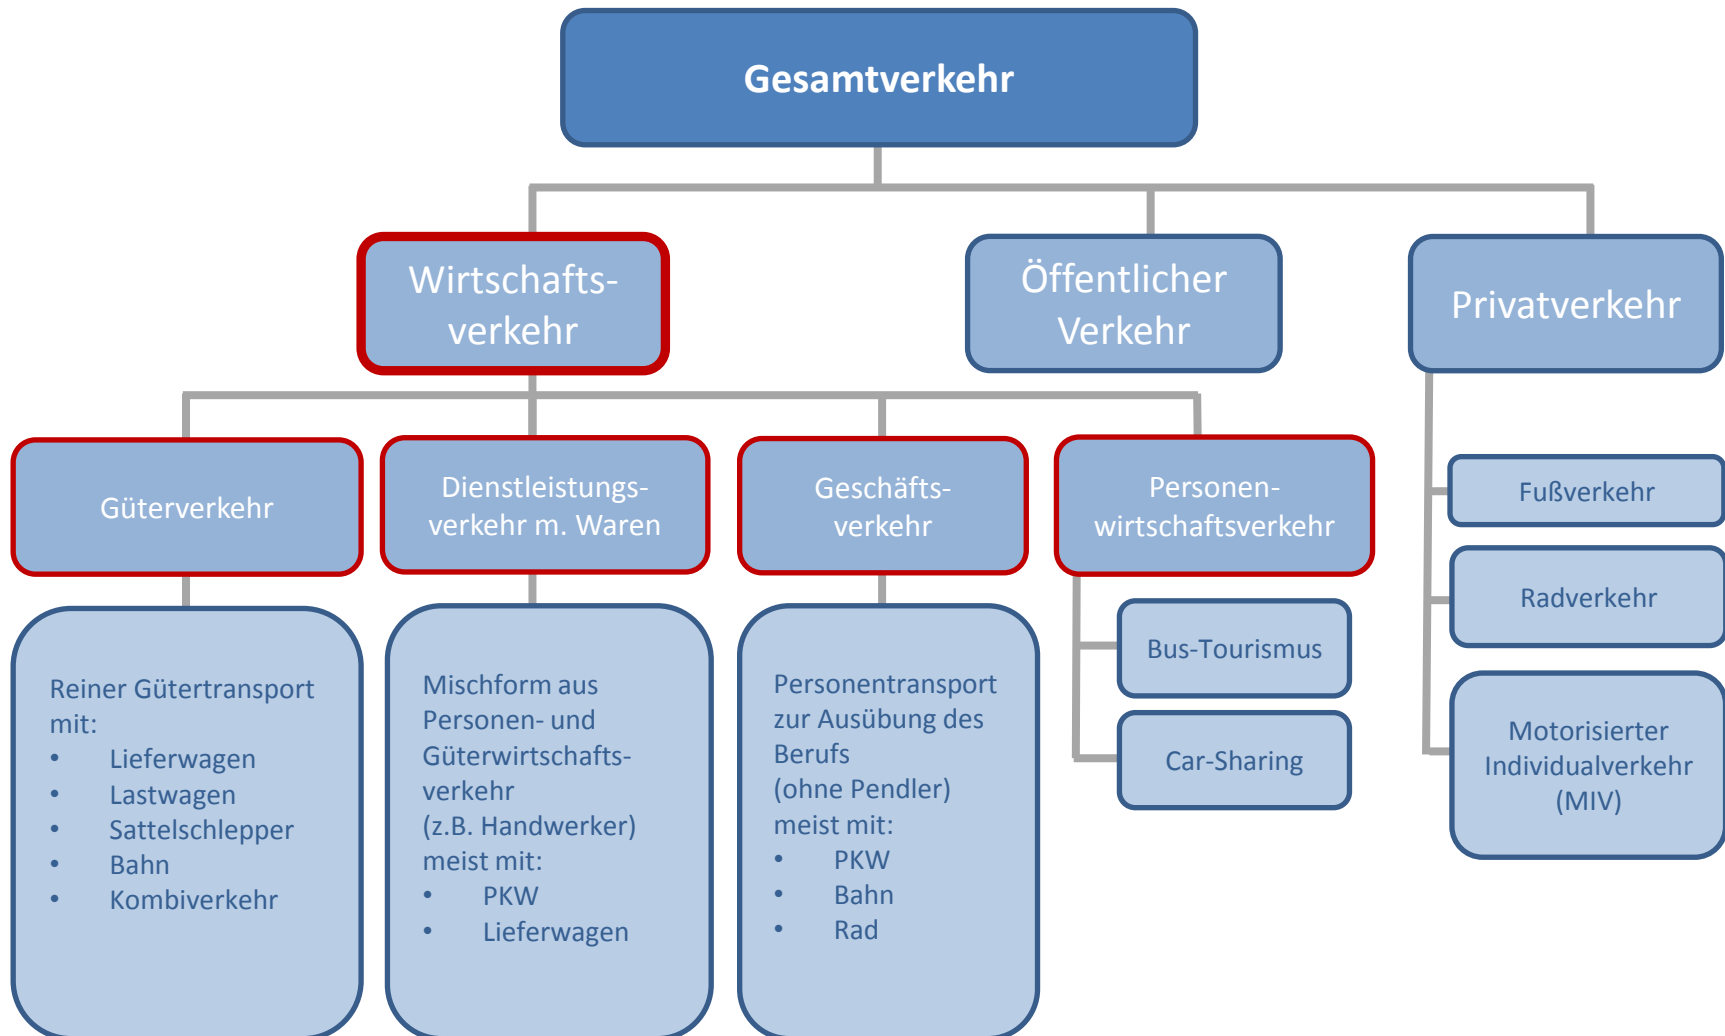 Gesamtverkehr
Wirtschafts-
verkehr
Öffentlicher
Verkehr
Privatverkehr
Güterverkehr
Dienstleistungs-
verkehr m. Waren
Geschäfts-
verkehr
Personen-
wirtschaftsverkehr
Reiner Gütertransport
mit:
• Lieferwagen
• Lastwagen
• Sattelschlepper
• Bahn
• Kombiverkehr
Mischform aus
Personen- und
Güterwirtschafts-
verkehr
(z.B. Handwerker)
meist mit:
• PKW
• Lieferwagen
Personentransport
zur Ausübung des
Berufs
(ohne Pendler)
meist mit:
• PKW
• Bahn
• Rad
Bus-Tourismus
Car-Sharing
Fußverkehr
Radverkehr
Motorisierter
Individualverkehr
(MIV)